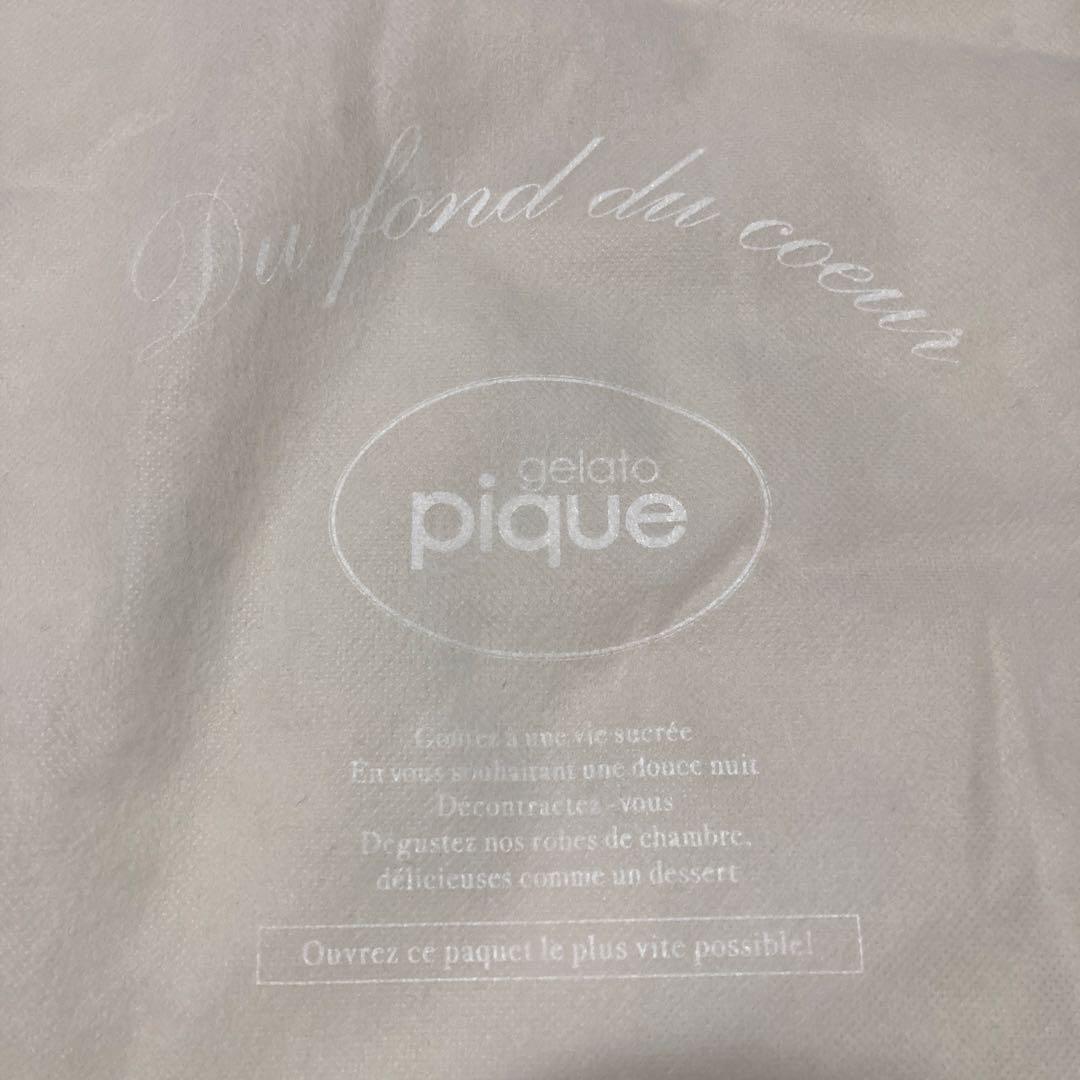 Du fond du coeur
gelato
pique
Goutez à une vie sucrée
En vous souhaitant une douce nuit
Décontractez-vous
Dégustez nos robes de chambre,
délicieuses comme un dessert
Ouvrez ce paquet le plus vite possible!